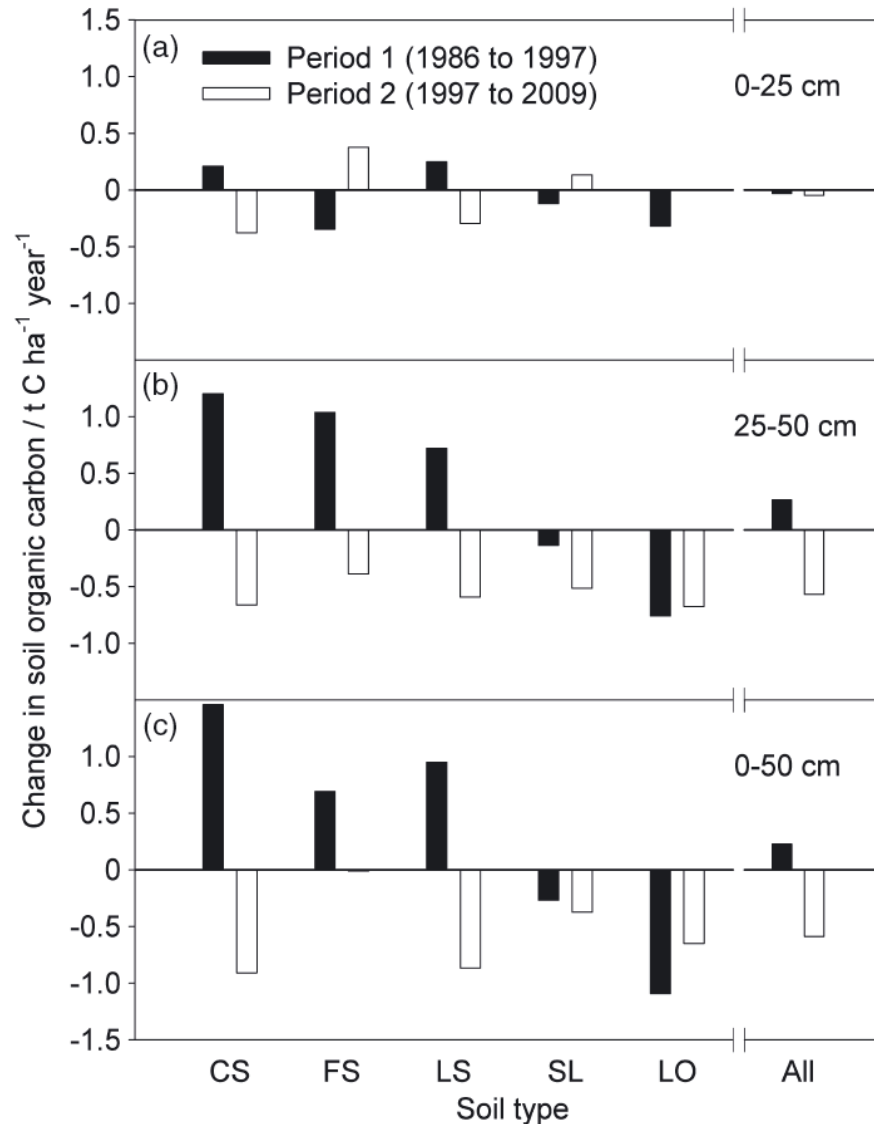 (a)
Period 1 (1986 to 1997)
Period 2 (1997 to 2009)
0-25 cm
1.5
1.0
0.5
0
-0.5
-1.0
(b)
25-50 cm
1.0
0.5
0
-0.5
-1.0
(c)
0-50 cm
1.0
0.5
0
-0.5
-1.0
-1.5
Change in soil organic carbon / t C ha⁻¹ year⁻¹
CS FS LS SL LO All
Soil type